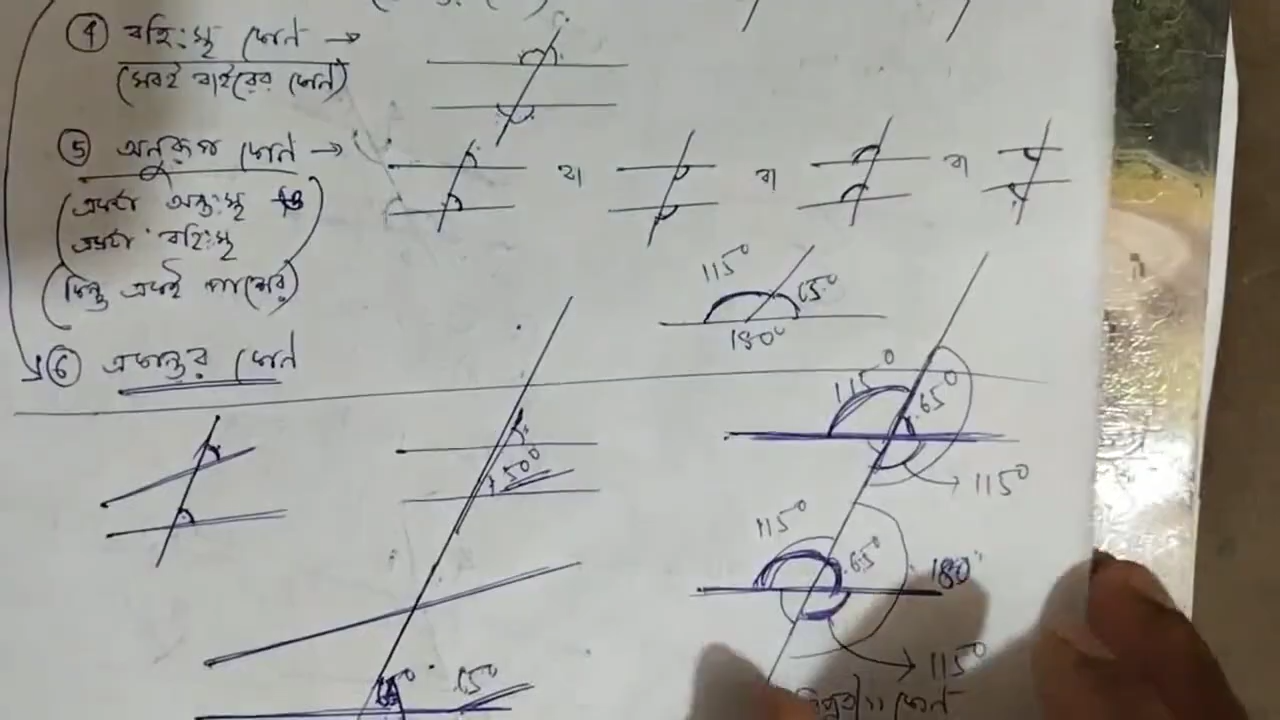 ④ বহিঃস্থ কোন →
(সবই বাইরের কোন)
⑤ অনুরূপ কোন →
বা বা বা
(একটা অন্তঃস্থ
একটা বহিঃস্থ
কিন্তু একই পাশের)
115° 65°
180°
⑥ একান্তর কোন
115° 65°
50°
115°
115° 65°
180°
115°
65°
কোন